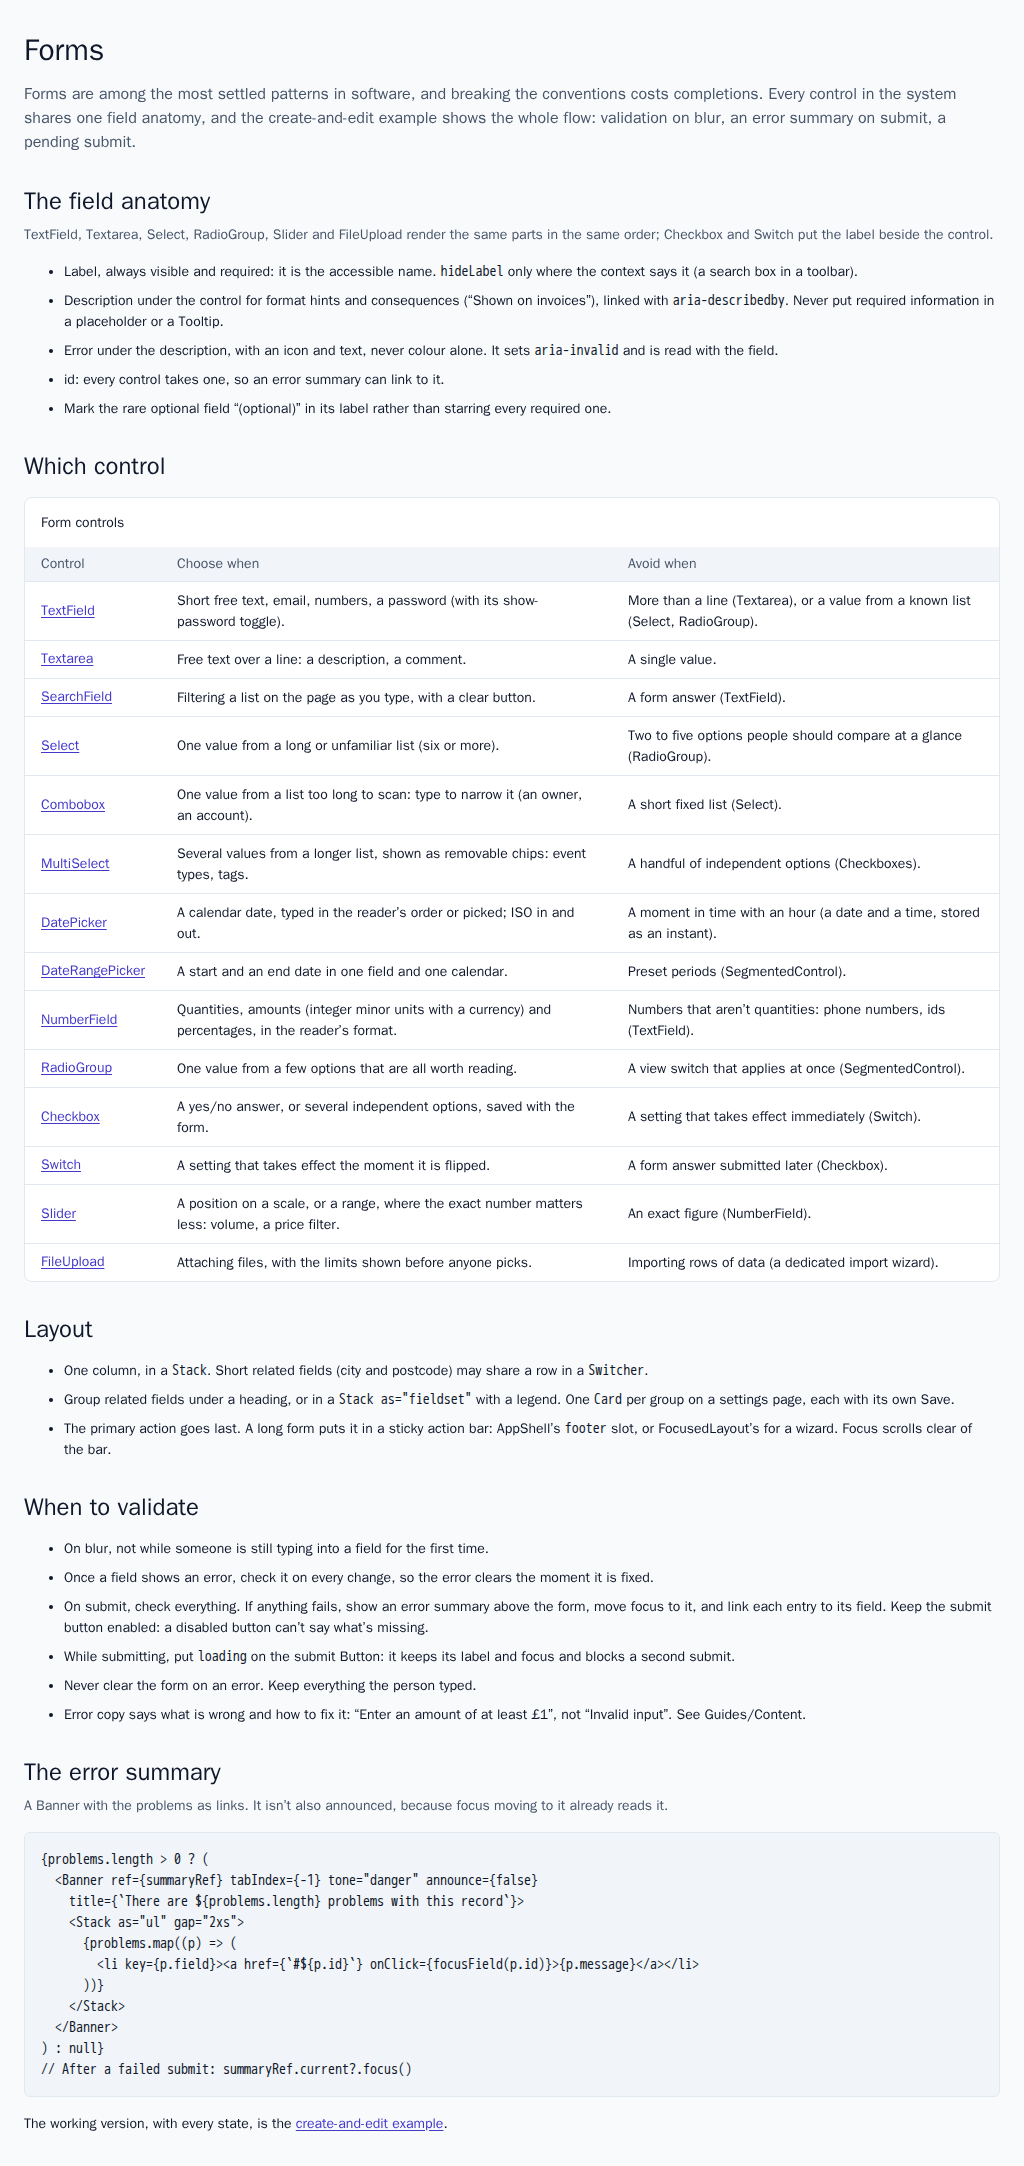 Forms
Forms are among the most settled patterns in software, and breaking the conventions costs completions. Every control in the system
shares one field anatomy, and the create-and-edit example shows the whole flow: validation on blur, an error summary on submit, a
pending submit.
The field anatomy
TextField, Textarea, Select, RadioGroup, Slider and FileUpload render the same parts in the same order; Checkbox and Switch put the label beside the control.
• Label, always visible and required: it is the accessible name. hideLabel only where the context says it (a search box in a toolbar).
• Description under the control for format hints and consequences (“Shown on invoices”), linked with aria-describedby. Never put required information in
a placeholder or a Tooltip.
• Error under the description, with an icon and text, never colour alone. It sets aria-invalid and is read with the field.
• id: every control takes one, so an error summary can link to it.
• Mark the rare optional field “(optional)” in its label rather than starring every required one.
Which control
Form controls
Control Choose when Avoid when
TextField Short free text, email, numbers, a password (with its show-
password toggle). More than a line (Textarea), or a value from a known list
(Select, RadioGroup).
Textarea Free text over a line: a description, a comment. A single value.
SearchField Filtering a list on the page as you type, with a clear button. A form answer (TextField).
Select One value from a long or unfamiliar list (six or more). Two to five options people should compare at a glance
(RadioGroup).
Combobox One value from a list too long to scan: type to narrow it (an owner,
an account). A short fixed list (Select).
MultiSelect Several values from a longer list, shown as removable chips: event
types, tags. A handful of independent options (Checkboxes).
DatePicker A calendar date, typed in the reader’s order or picked; ISO in and
out. A moment in time with an hour (a date and a time, stored
as an instant).
DateRangePicker A start and an end date in one field and one calendar. Preset periods (SegmentedControl).
NumberField Quantities, amounts (integer minor units with a currency) and
percentages, in the reader’s format. Numbers that aren’t quantities: phone numbers, ids
(TextField).
RadioGroup One value from a few options that are all worth reading. A view switch that applies at once (SegmentedControl).
Checkbox A yes/no answer, or several independent options, saved with the
form. A setting that takes effect immediately (Switch).
Switch A setting that takes effect the moment it is flipped. A form answer submitted later (Checkbox).
Slider A position on a scale, or a range, where the exact number matters
less: volume, a price filter. An exact figure (NumberField).
FileUpload Attaching files, with the limits shown before anyone picks. Importing rows of data (a dedicated import wizard).
Layout
• One column, in a Stack. Short related fields (city and postcode) may share a row in a Switcher.
• Group related fields under a heading, or in a Stack as="fieldset" with a legend. One Card per group on a settings page, each with its own Save.
• The primary action goes last. A long form puts it in a sticky action bar: AppShell’s footer slot, or FocusedLayout’s for a wizard. Focus scrolls clear of
the bar.
When to validate
• On blur, not while someone is still typing into a field for the first time.
• Once a field shows an error, check it on every change, so the error clears the moment it is fixed.
• On submit, check everything. If anything fails, show an error summary above the form, move focus to it, and link each entry to its field. Keep the submit
button enabled: a disabled button can’t say what’s missing.
• While submitting, put loading on the submit Button: it keeps its label and focus and blocks a second submit.
• Never clear the form on an error. Keep everything the person typed.
• Error copy says what is wrong and how to fix it: “Enter an amount of at least £1”, not “Invalid input”. See Guides/Content.
The error summary
A Banner with the problems as links. It isn’t also announced, because focus moving to it already reads it.
{problems.length > 0 ? (
  <Banner ref={summaryRef} tabIndex={-1} tone="danger" announce={false}
    title={`There are ${problems.length} problems with this record`}>
    <Stack as="ul" gap="2xs">
      {problems.map((p) => (
        <li key={p.field}><a href={`#${p.id}`} onClick={focusField(p.id)}>{p.message}</a></li>
      ))}
    </Stack>
  </Banner>
) : null}
// After a failed submit: summaryRef.current?.focus()
The working version, with every state, is the create-and-edit example.